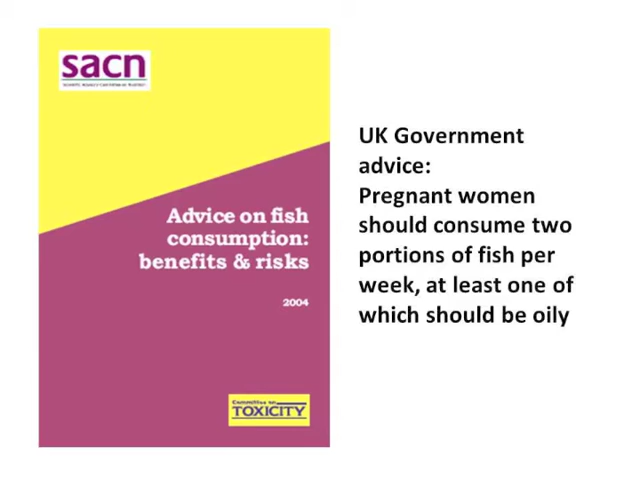 sacn
Advice on fish
consumption:
benefits & risks
2004
Committee on
TOXICITY
UK Government
advice:
Pregnant women
should consume two
portions of fish per
week, at least one of
which should be oily